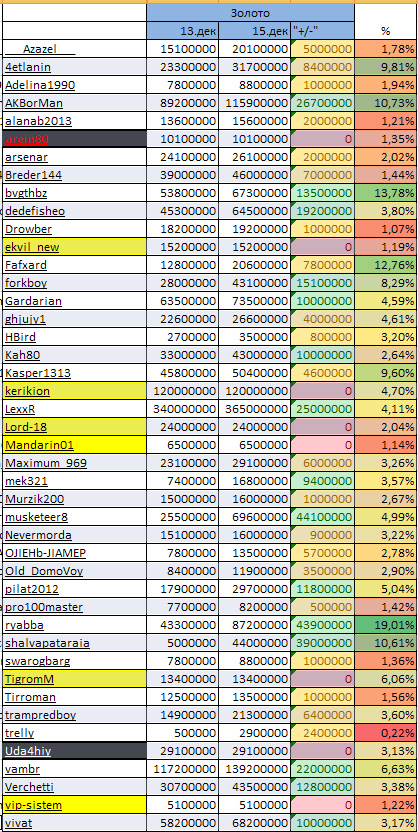 Золото
13.дек 15.дек "+/-" %
__Azazel__ 15100000 20100000 5000000 1,78%
4etlanin 23300000 31700000 8400000 9,81%
Adelina1990 7800000 8800000 1000000 1,94%
AKBorMan 89200000 115900000 26700000 10,73%
alanab2013 13600000 15600000 2000000 1,21%
arem80 10100000 10100000 0 1,35%
arsenar 24100000 26100000 2000000 2,02%
Breder144 39000000 46000000 7000000 1,44%
bvgthbz 53800000 67300000 13500000 13,78%
dedefisheo 45300000 64500000 19200000 3,80%
Drowber 18200000 19200000 1000000 1,07%
ekvil_new 15200000 15200000 0 1,19%
Fafxard 12800000 20600000 7800000 12,76%
forkboy 28000000 43100000 15100000 8,29%
Gardarian 63500000 73500000 10000000 4,59%
ghjujy1 22600000 26600000 4000000 4,61%
HBird 2700000 3500000 800000 3,20%
Kah80 33000000 43000000 10000000 2,64%
Kasper1313 45800000 50400000 4600000 9,60%
kerikion 120000000 120000000 0 4,70%
LexxR 340000000 365000000 25000000 4,11%
Lord-18 24000000 24000000 0 2,04%
Mandarin01 6500000 6500000 0 1,14%
Maximum_969 23100000 29100000 6000000 3,26%
mek321 7400000 16800000 9400000 3,57%
Murzik200 15000000 16000000 1000000 2,67%
musketeer8 25500000 69600000 44100000 4,99%
Nevermorda 15100000 16000000 900000 3,22%
OJIEHb-JIAMEP 7800000 13500000 5700000 2,78%
Old_DomoVoy 8400000 11900000 3500000 2,90%
pilat2012 17900000 29700000 11800000 5,04%
pro100master 7700000 8200000 500000 1,42%
ryabba 43300000 87200000 43900000 19,01%
shalvapataraia 5000000 44000000 39000000 10,61%
swarogbarg 7800000 8800000 1000000 1,36%
TigromM 13400000 13400000 0 6,06%
Tirroman 12500000 13500000 1000000 1,56%
trampredboy 14900000 21300000 6400000 3,60%
trelly 500000 2900000 2400000 0,22%
Uda4hiy 29100000 29100000 0 3,13%
vambr 117200000 139200000 22000000 6,63%
Verchetti 30700000 43500000 12800000 3,38%
vip-sistem 5100000 5100000 0 1,22%
vivat 58200000 68200000 10000000 3,17%